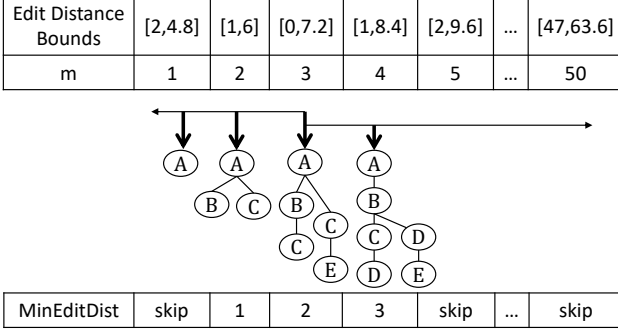 Edit Distance Bounds [2,4.8] [1,6] [0,7.2] [1,8.4] [2,9.6] ... [47,63.6]
m 1 2 3 4 5 ... 50
A A A A
B C B C B
C E C D
D E
MinEditDist skip 1 2 3 skip ... skip